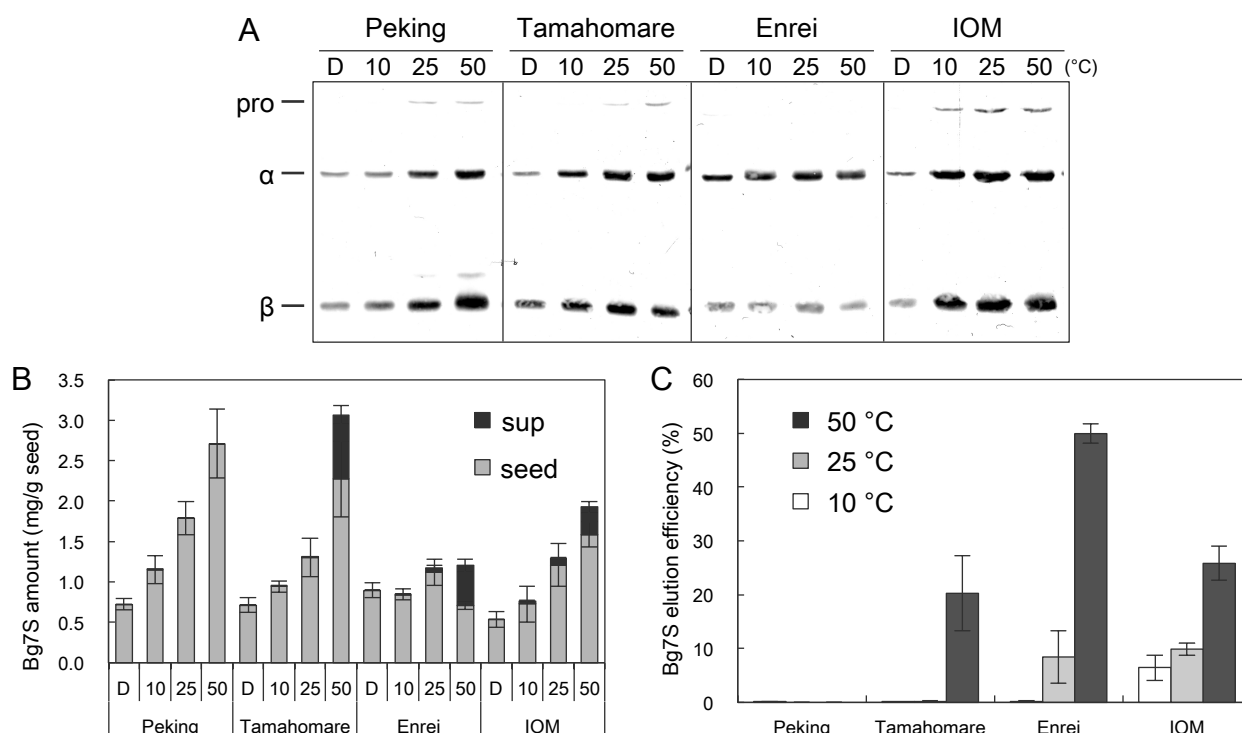 A
Peking Tamahomare Enrei IOM
D 10 25 50 D 10 25 50 D 10 25 50 D 10 25 50 (°C)
pro
α
β
B
Bg7S amount (mg/g seed)
3.5
3.0
2.5
2.0
1.5
1.0
0.5
0.0
sup
seed
D 10 25 50 D 10 25 50 D 10 25 50 D 10 25 50
Peking Tamahomare Enrei IOM
C
Bg7S elution efficiency (%)
60
50
40
30
20
10
0
50 °C
25 °C
10 °C
Peking Tamahomare Enrei IOM